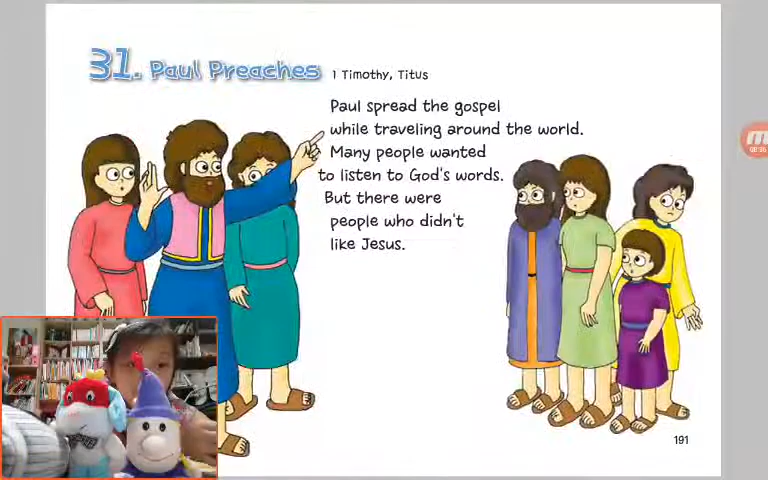 31. Paul Preaches 1 Timothy, Titus
Paul spread the gospel
while traveling around the world.
Many people wanted
to listen to God's words.
But there were
people who didn't
like Jesus.
191